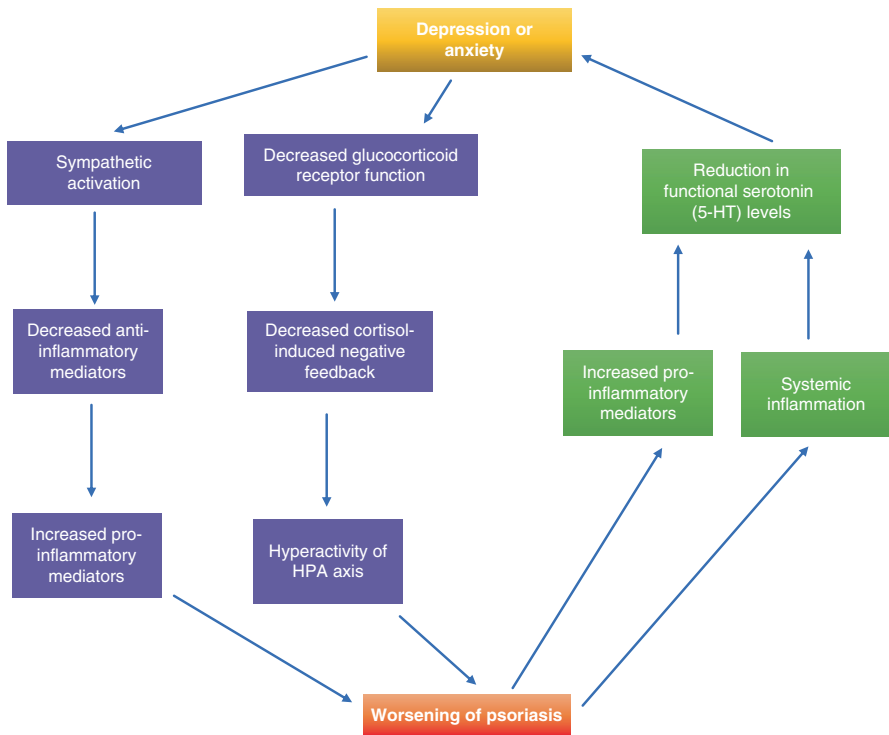 Depression or
anxiety
Sympathetic
activation
Decreased glucocorticoid
receptor function
Reduction in
functional serotonin
(5-HT) levels
Decreased anti-
inflammatory
mediators
Decreased cortisol-
induced negative
feedback
Increased pro-
inflammatory
mediators
Systemic
inflammation
Increased pro-
inflammatory
mediators
Hyperactivity of
HPA axis
Worsening of psoriasis